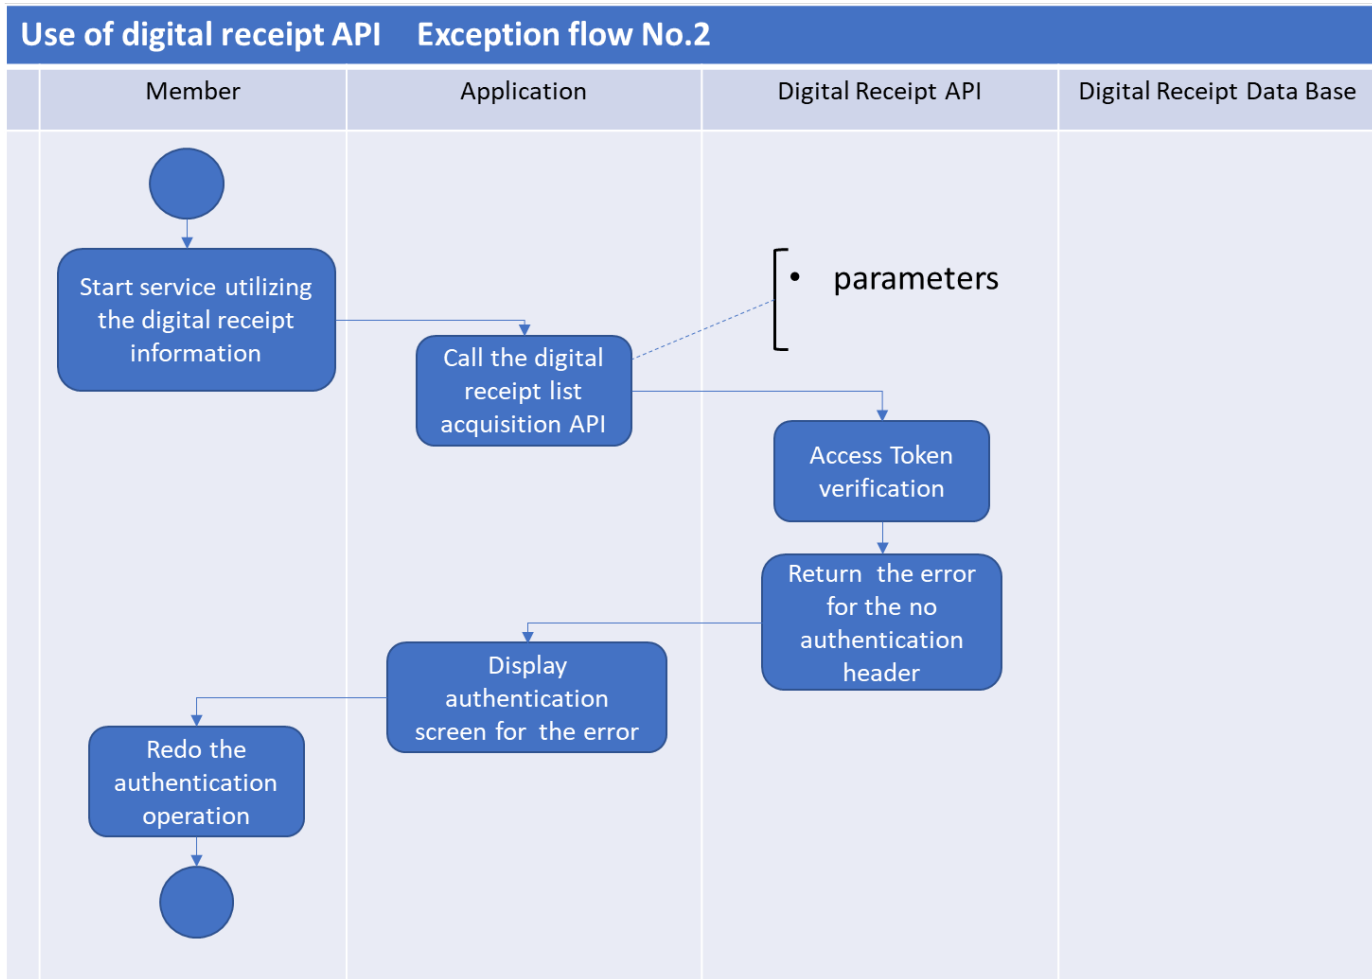 Use of digital receipt API    Exception flow No.2
Member
Application
Digital Receipt API
Digital Receipt Data Base
Start service utilizing
the digital receipt
information
• parameters
Call the digital
receipt list
acquisition API
Access Token
verification
Return  the error
for the no
authentication
header
Display
authentication
screen for  the error
Redo the
authentication
operation